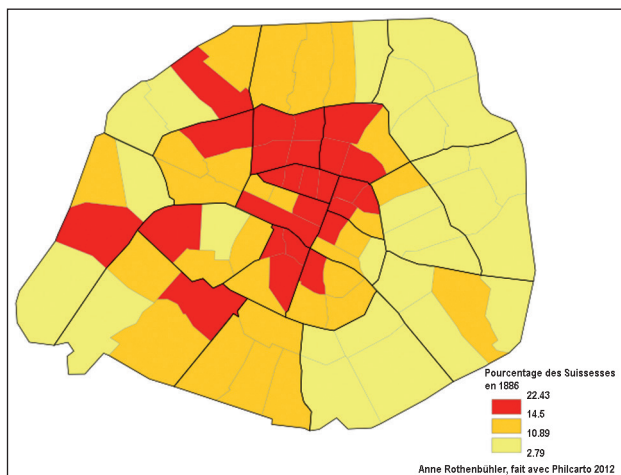 Pourcentage des Suissesses
en 1886
22.43
14.5
10.89
2.79
Anne Rothenbühler, fait avec Philcarto 2012